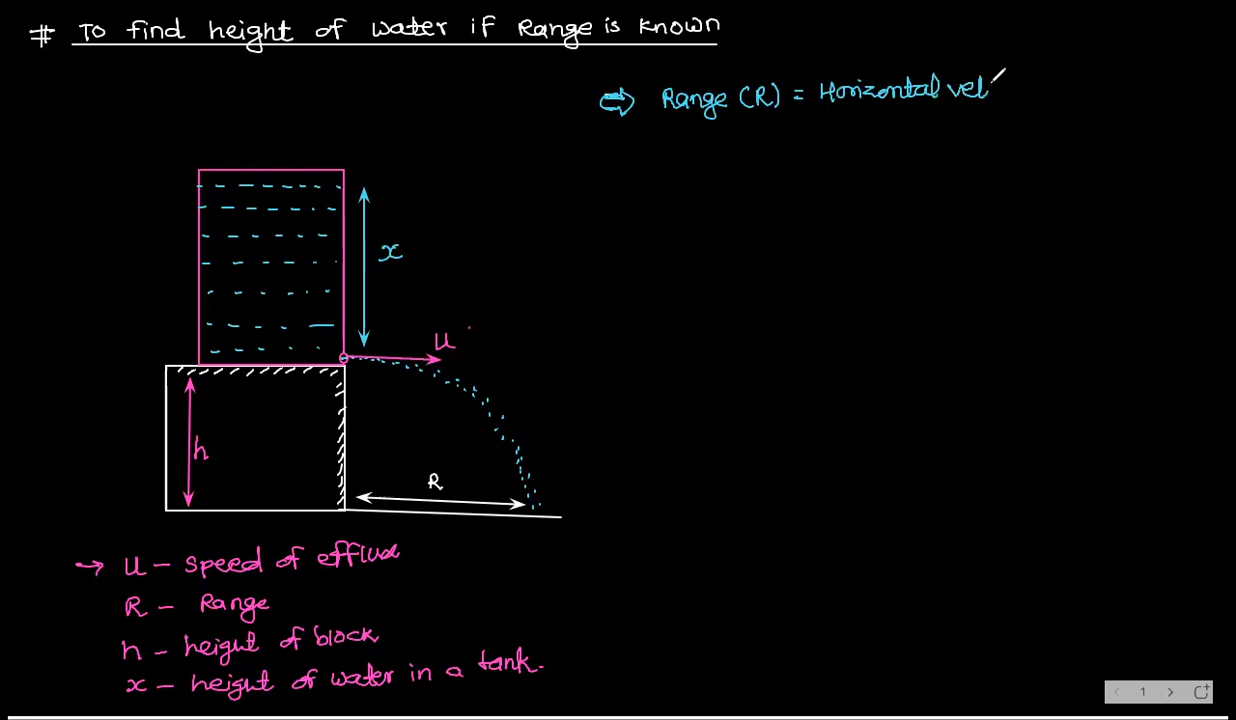 # To find height of water if Range is known
⇒ Range (R) = Horizontal vel
x
u
h
R
→ u - speed of efflux
R - Range
h - height of block
x - height of water in a tank.
1